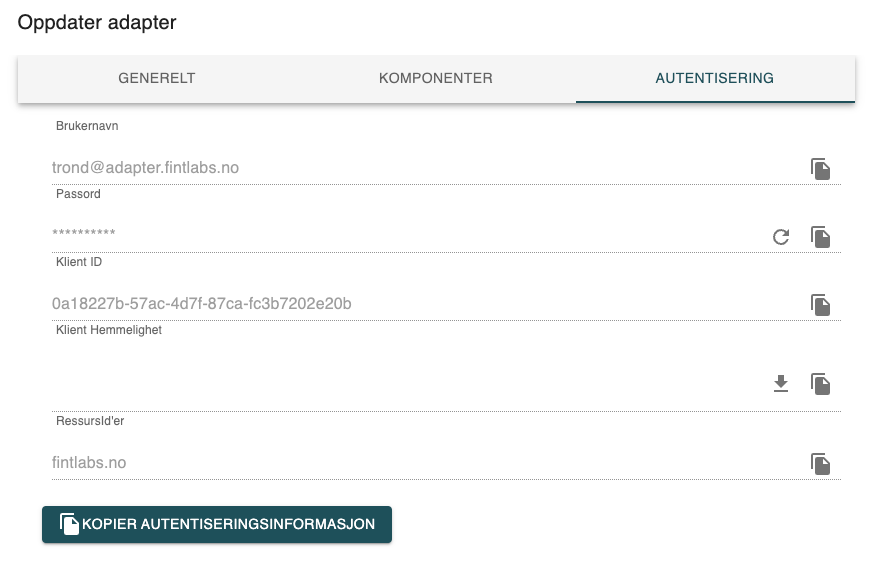 Oppdater adapter
GENERELT
KOMPONENTER
AUTENTISERING
Brukernavn
trond@adapter.fintlabs.no
Passord
**********
Klient ID
0a18227b-57ac-4d7f-87ca-fc3b7202e20b
Klient Hemmelighet
RessursId'er
fintlabs.no
KOPIER AUTENTISERINGSINFORMASJON